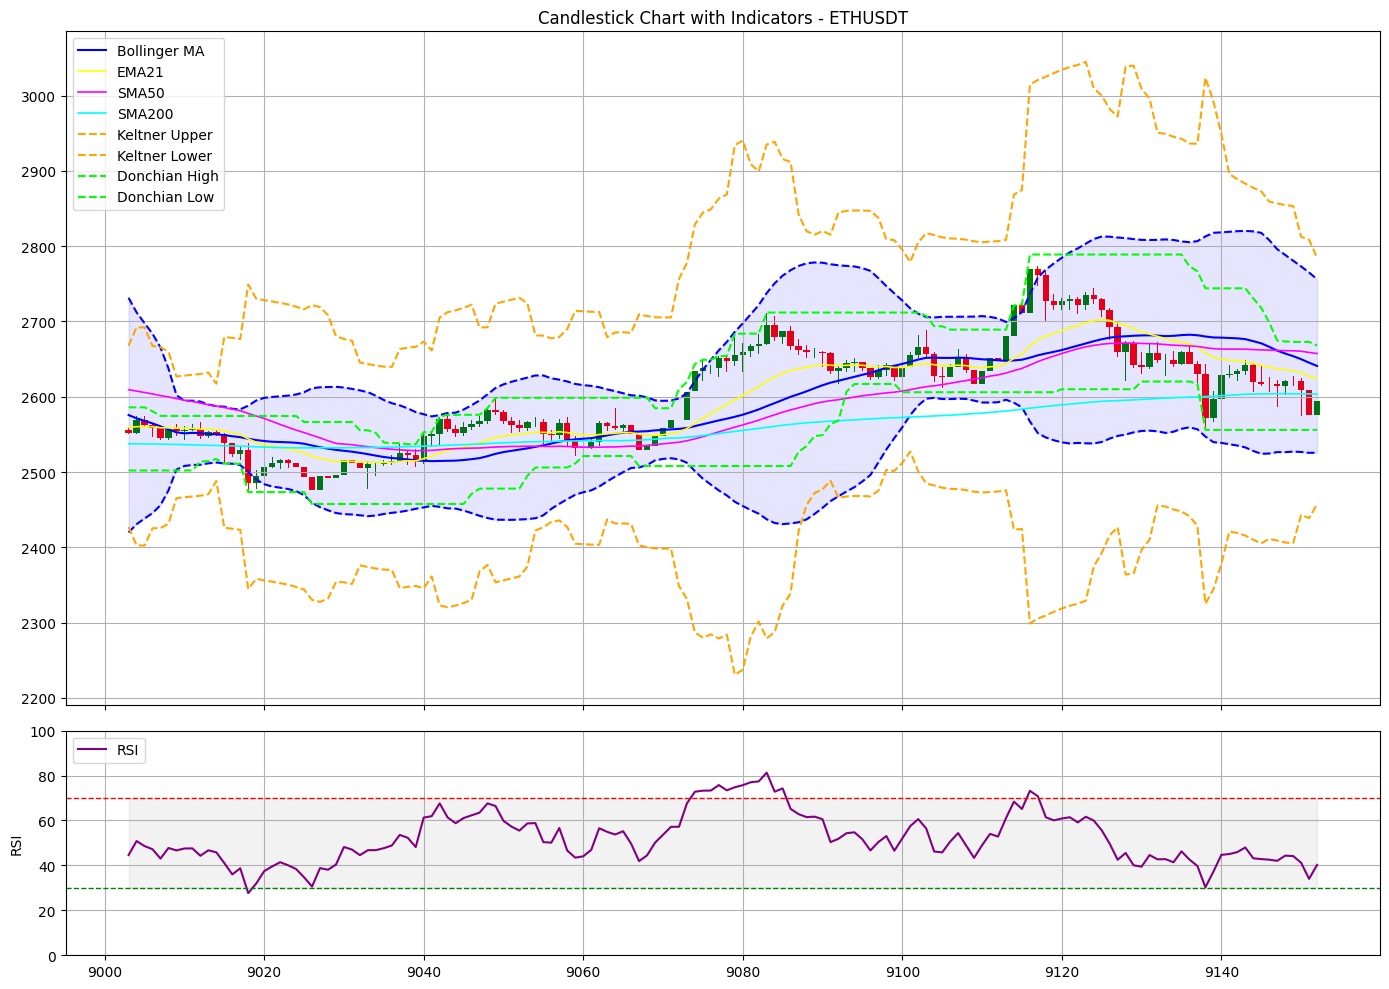 Candlestick Chart with Indicators - ETHUSDT
Bollinger MA
EMA21
SMA50
SMA200
Keltner Upper
Keltner Lower
Donchian High
Donchian Low
3000
2900
2800
2700
2600
2500
2400
2300
2200
RSI
100
80
60
40
20
0
RSI
9000
9020
9040
9060
9080
9100
9120
9140